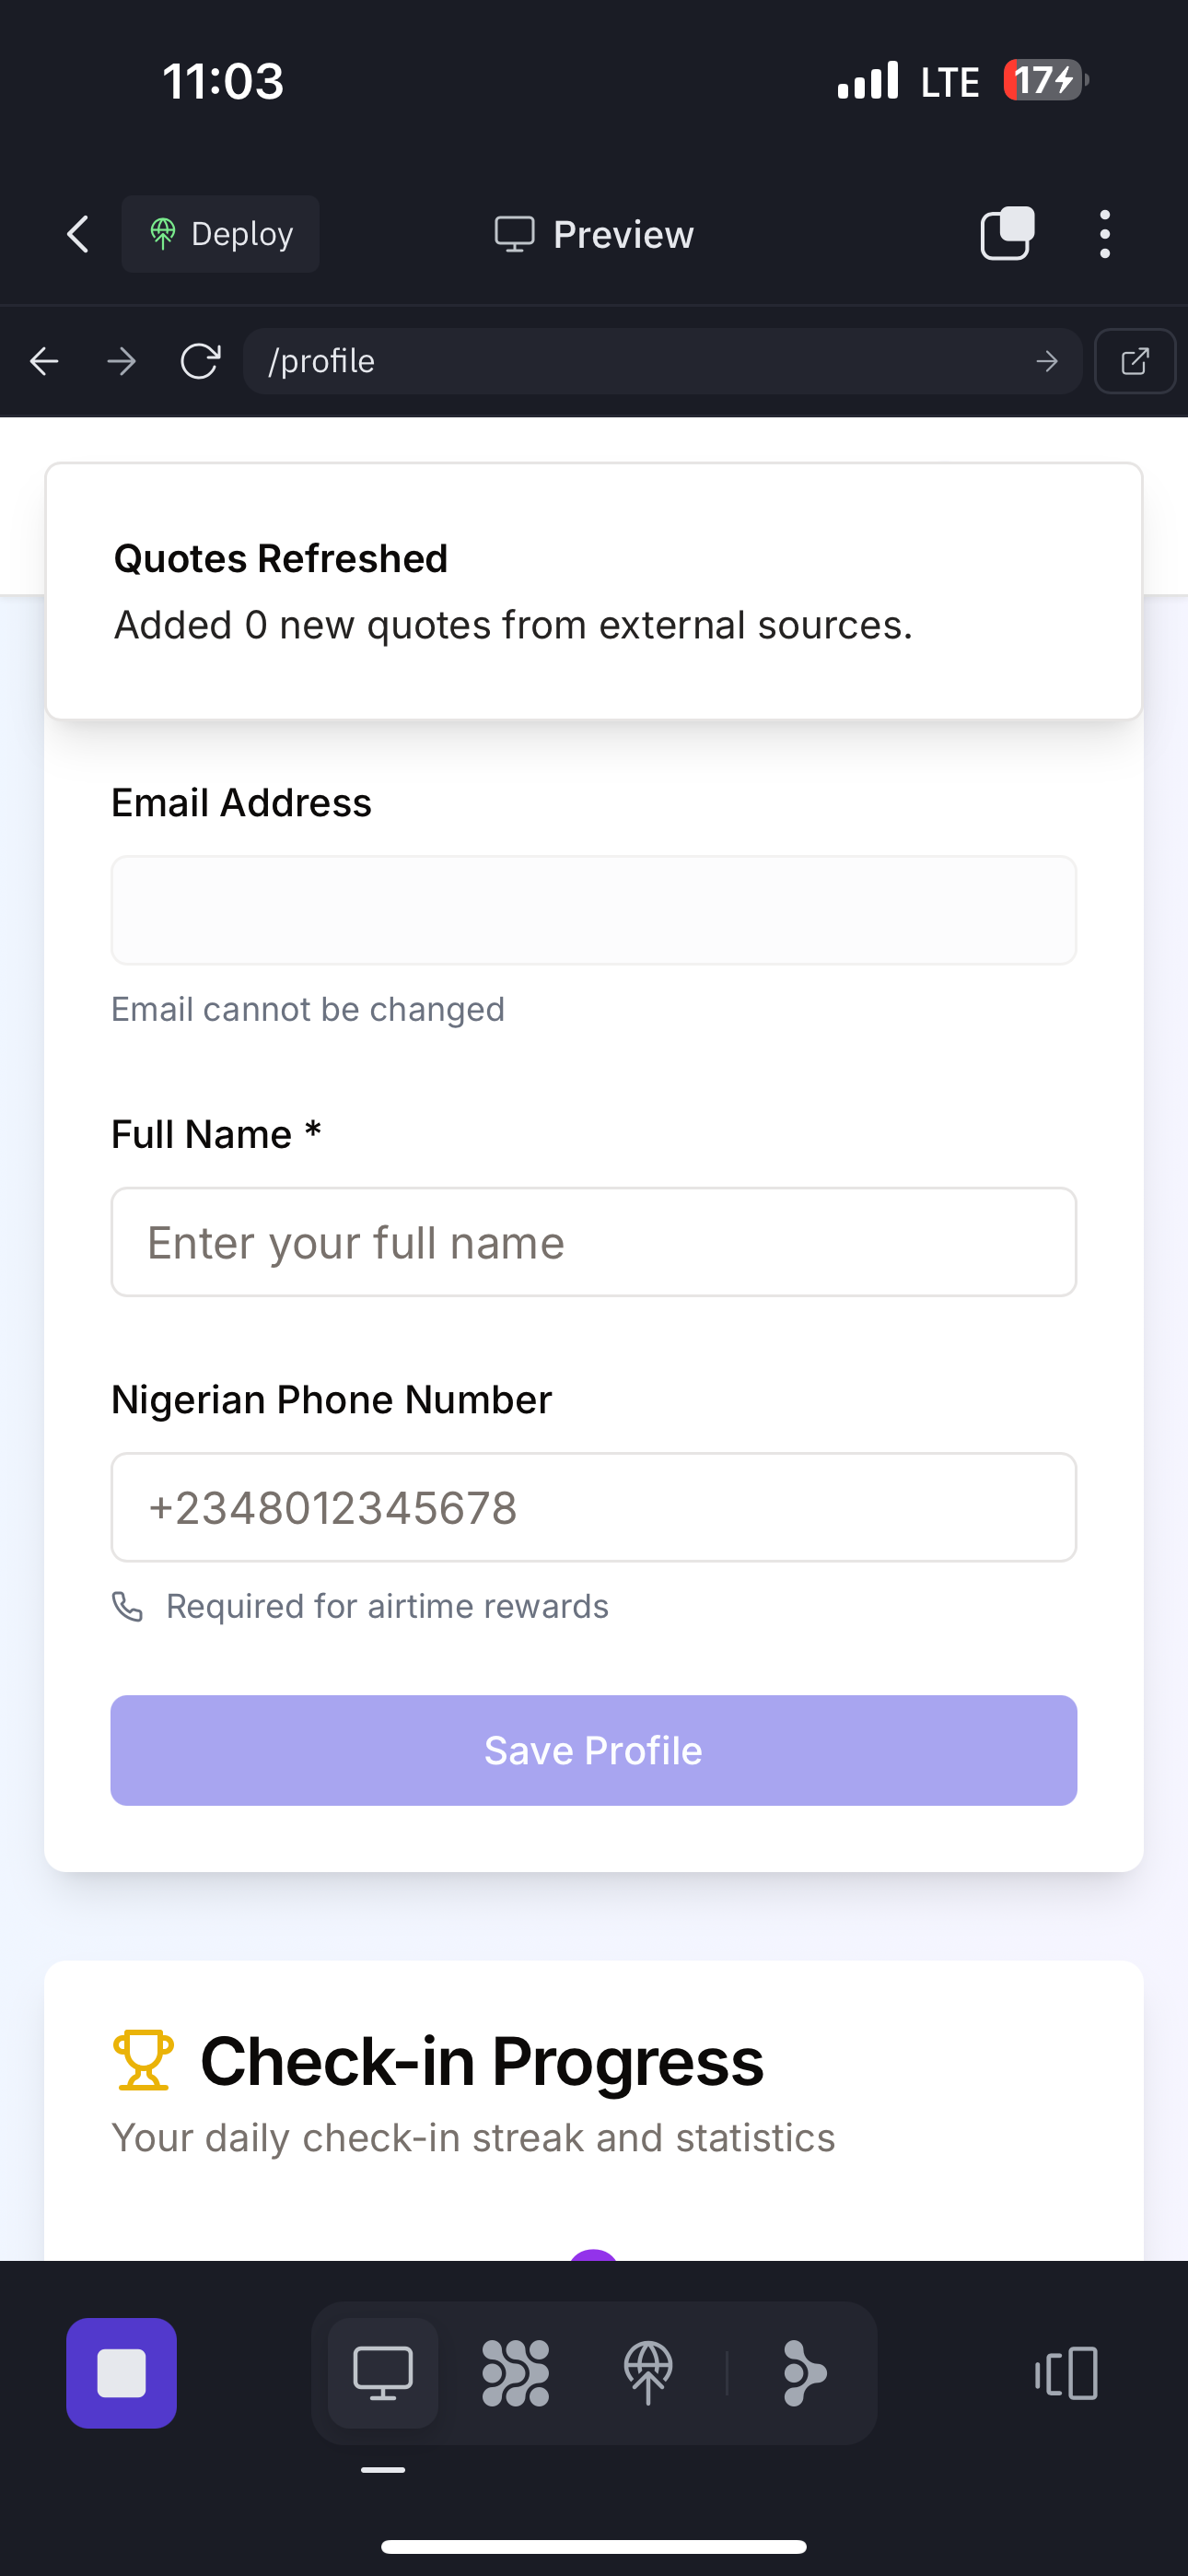 11:03
LTE
17
Deploy
Preview
/profile
Quotes Refreshed
Added 0 new quotes from external sources.
Email Address
Email cannot be changed
Full Name *
Enter your full name
Nigerian Phone Number
+2348012345678
Required for airtime rewards
Save Profile
Check-in Progress
Your daily check-in streak and statistics